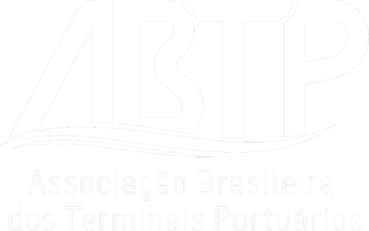 ABTP
Associação Brasileira
dos Terminais Portuários